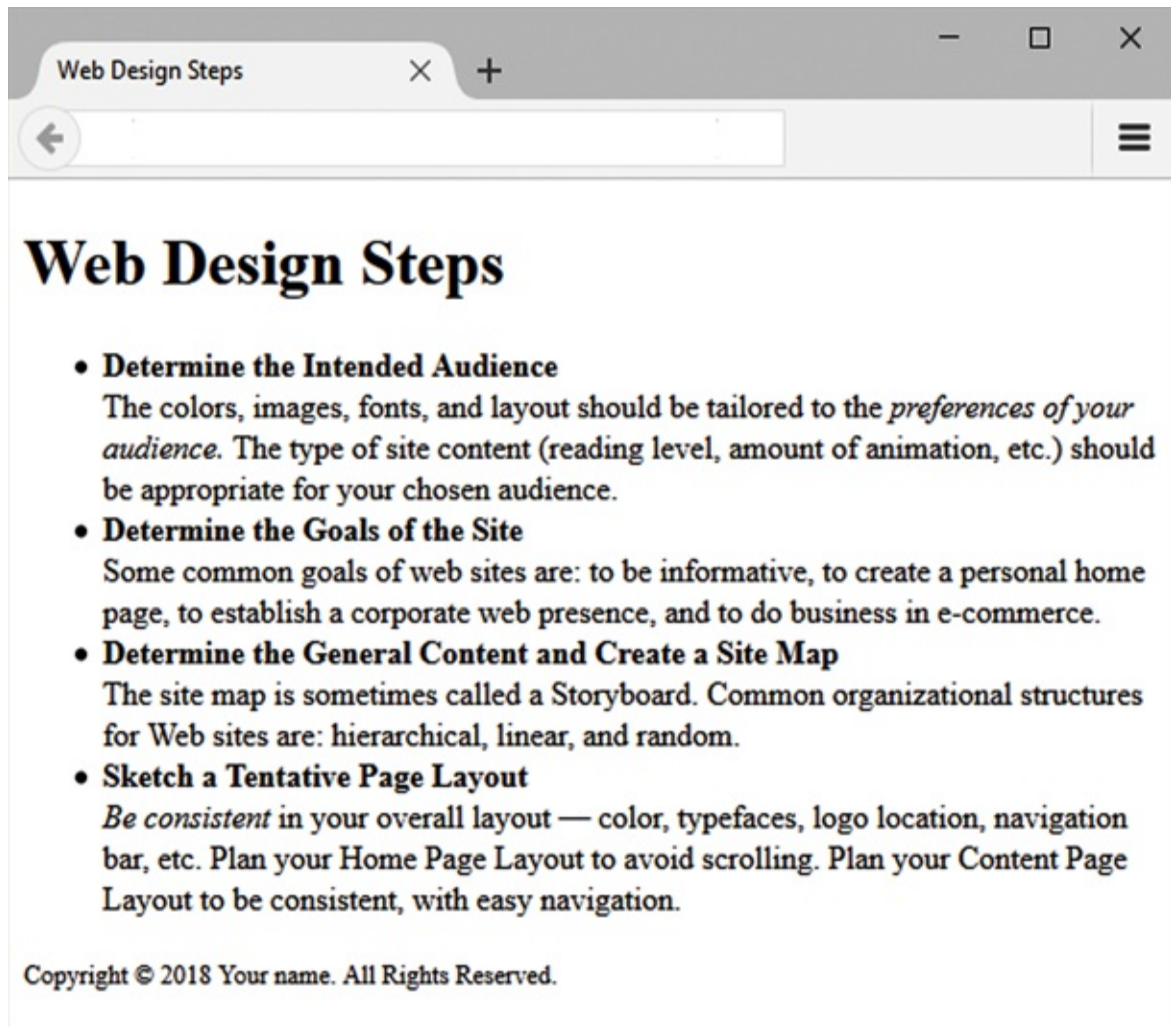 Web Design Steps
Web Design Steps
• Determine the Intended Audience
The colors, images, fonts, and layout should be tailored to the preferences of your
audience. The type of site content (reading level, amount of animation, etc.) should
be appropriate for your chosen audience.
• Determine the Goals of the Site
Some common goals of web sites are: to be informative, to create a personal home
page, to establish a corporate web presence, and to do business in e-commerce.
• Determine the General Content and Create a Site Map
The site map is sometimes called a Storyboard. Common organizational structures
for Web sites are: hierarchical, linear, and random.
• Sketch a Tentative Page Layout
Be consistent in your overall layout — color, typefaces, logo location, navigation
bar, etc. Plan your Home Page Layout to avoid scrolling. Plan your Content Page
Layout to be consistent, with easy navigation.
Copyright © 2018 Your name. All Rights Reserved.